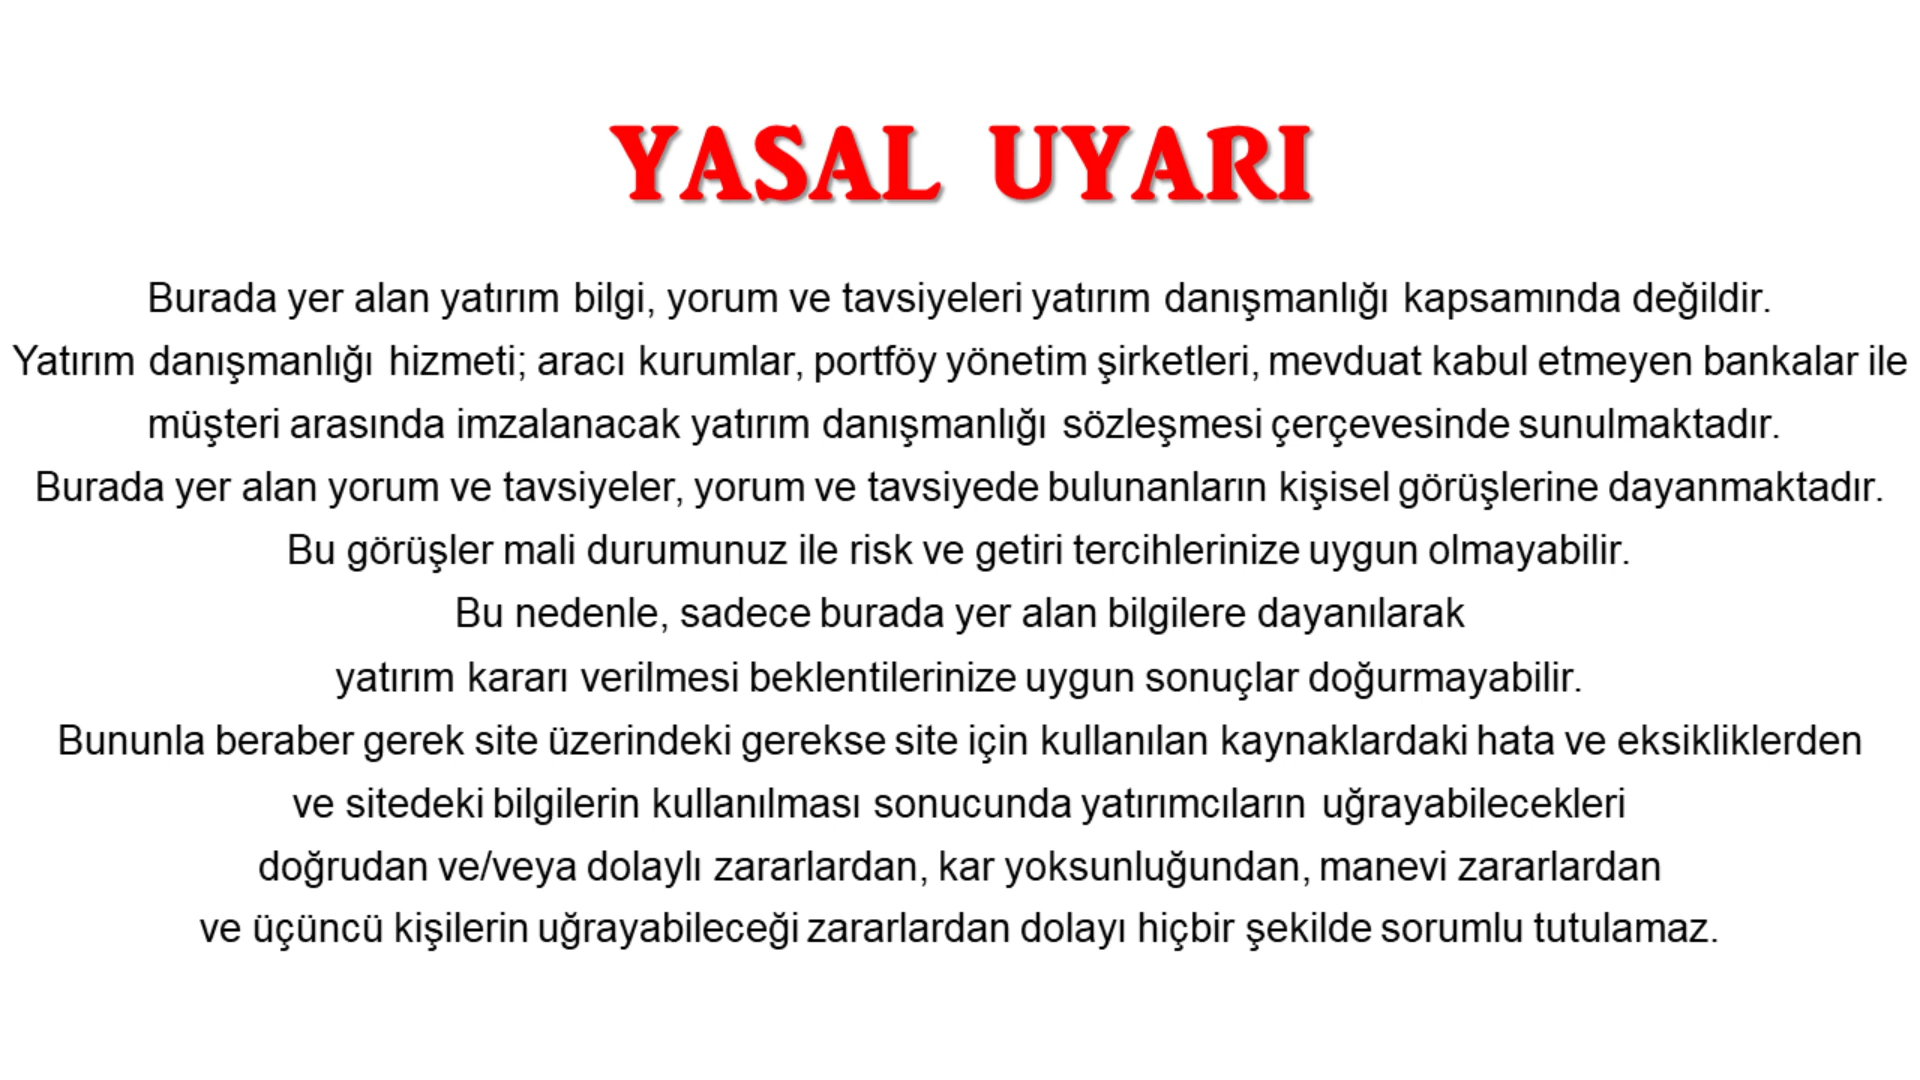 YASAL UYARI
Burada yer alan yatırım bilgi, yorum ve tavsiyeleri yatırım danışmanlığı kapsamında değildir.
Yatırım danışmanlığı hizmeti; aracı kurumlar, portföy yönetim şirketleri, mevduat kabul etmeyen bankalar ile
müşteri arasında imzalanacak yatırım danışmanlığı sözleşmesi çerçevesinde sunulmaktadır.
Burada yer alan yorum ve tavsiyeler, yorum ve tavsiyede bulunanların kişisel görüşlerine dayanmaktadır.
Bu görüşler mali durumunuz ile risk ve getiri tercihlerinize uygun olmayabilir.
Bu nedenle, sadece burada yer alan bilgilere dayanılarak
yatırım kararı verilmesi beklentilerinize uygun sonuçlar doğurmayabilir.
Bununla beraber gerek site üzerindeki gerekse site için kullanılan kaynaklardaki hata ve eksikliklerden
ve sitedeki bilgilerin kullanılması sonucunda yatırımcıların uğrayabilecekleri
doğrudan ve/veya dolaylı zararlardan, kar yoksunluğundan, manevi zararlardan
ve üçüncü kişilerin uğrayabileceği zararlardan dolayı hiçbir şekilde sorumlu tutulamaz.